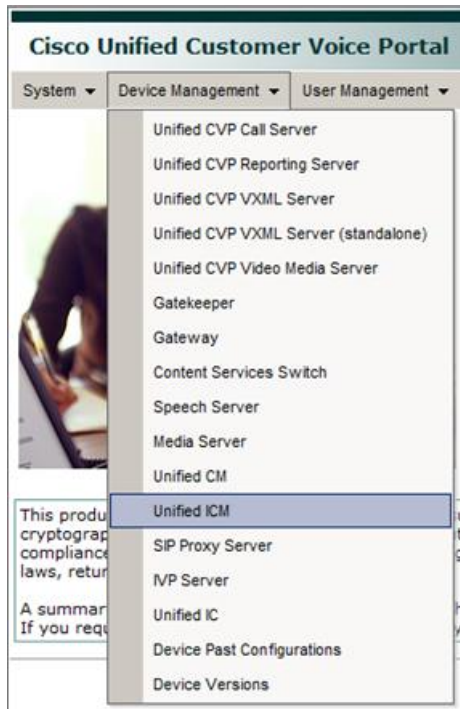 Cisco Unified Customer Voice Portal
System Device Management User Management
Unified CVP Call Server
Unified CVP Reporting Server
Unified CVP VXML Server
Unified CVP VXML Server (standalone)
Unified CVP Video Media Server
Gatekeeper
Gateway
Content Services Switch
Speech Server
Media Server
Unified CM
Unified ICM
SIP Proxy Server
IVP Server
Unified IC
Device Past Configurations
Device Versions
This produ
cryptograp
compliance
laws, retur
A summar
If you requ